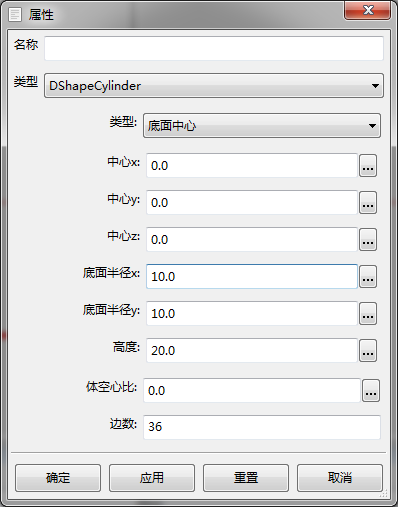 属性
名称
类型 DShapeCylinder
类型: 底面中心
中心x: 0.0 ...
中心y: 0.0 ...
中心z: 0.0 ...
底面半径x: 10.0 ...
底面半径y: 10.0 ...
高度: 20.0 ...
体空心比: 0.0 ...
边数: 36
确定 应用 重置 取消